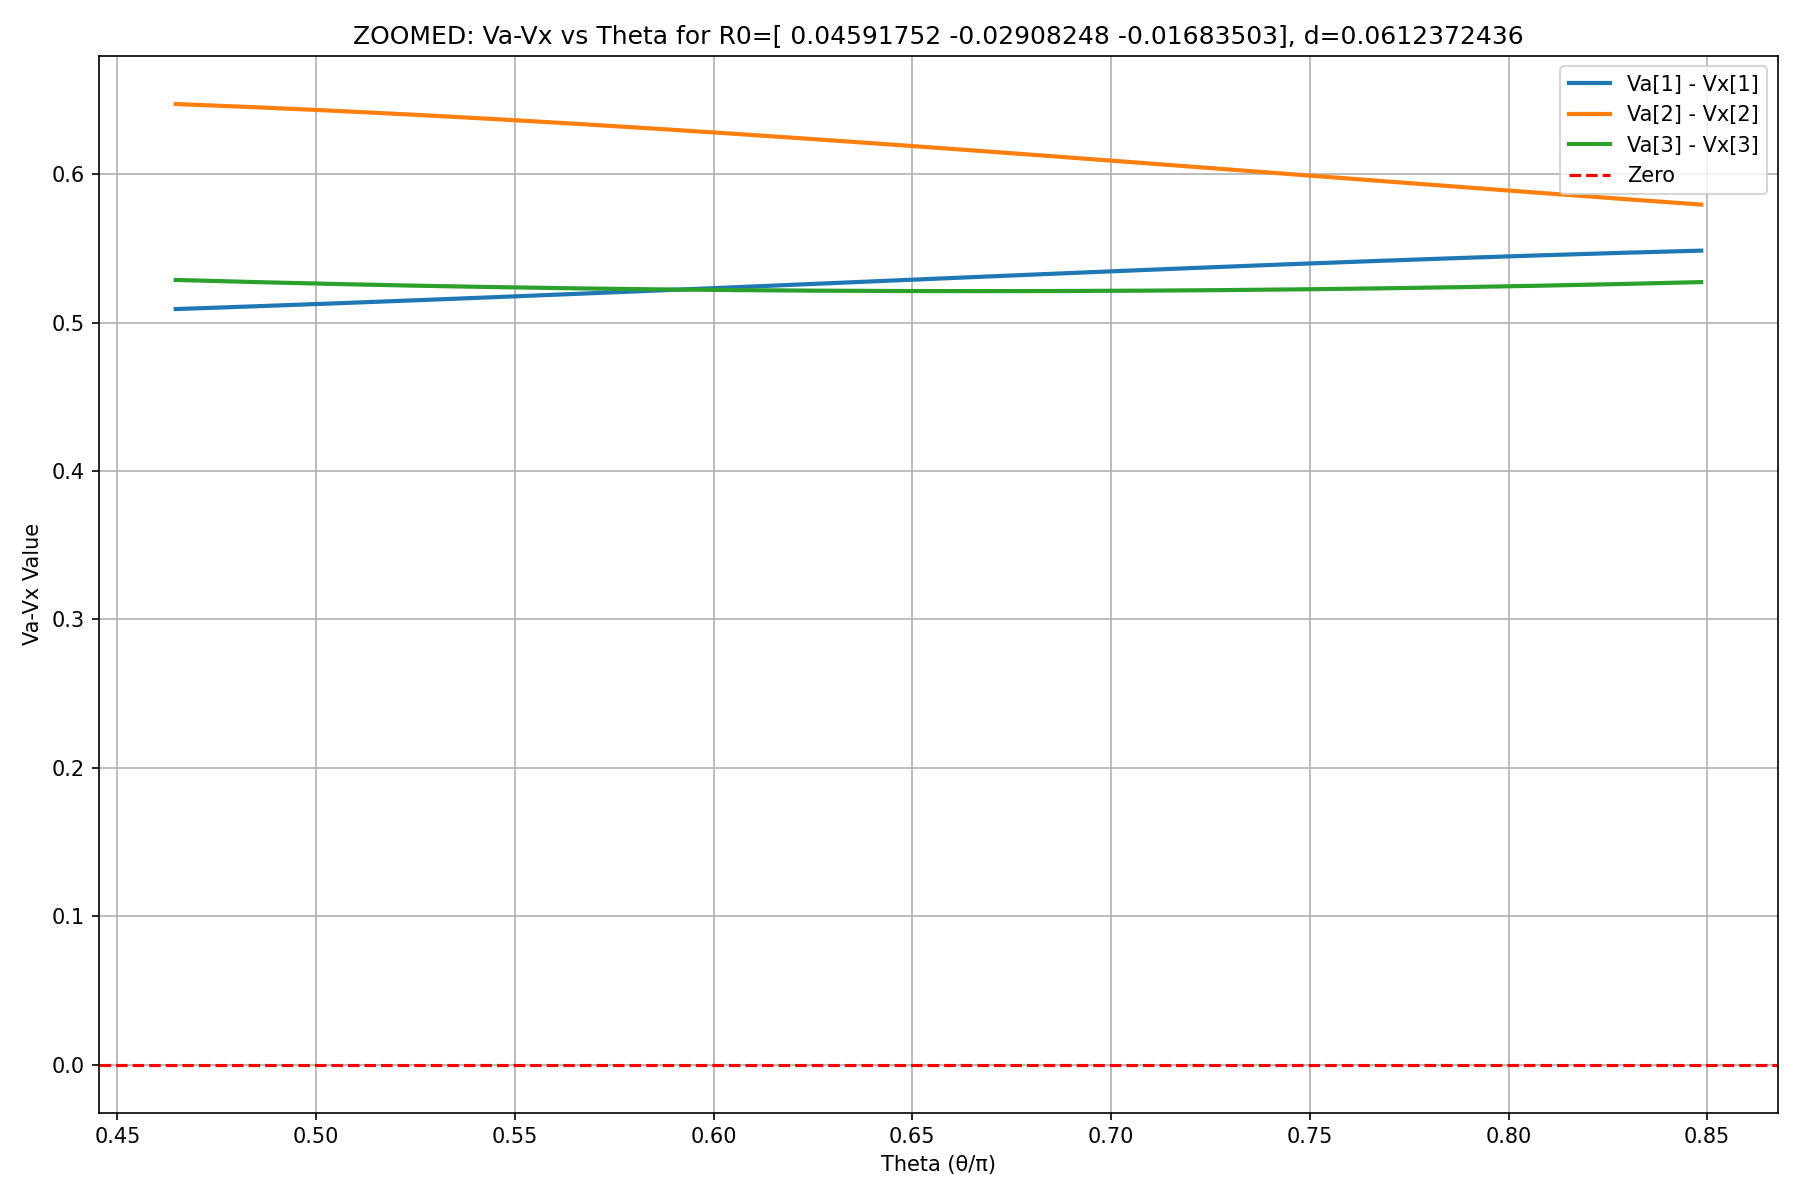 ZOOMED: Va-Vx vs Theta for R0=[ 0.04591752 -0.02908248 -0.01683503], d=0.0612372436
Va[1] - Vx[1]
Va[2] - Vx[2]
Va[3] - Vx[3]
Zero
Va-Vx Value
0.6
0.5
0.4
0.3
0.2
0.1
0.0
0.45 0.50 0.55 0.60 0.65 0.70 0.75 0.80 0.85
Theta (θ/π)